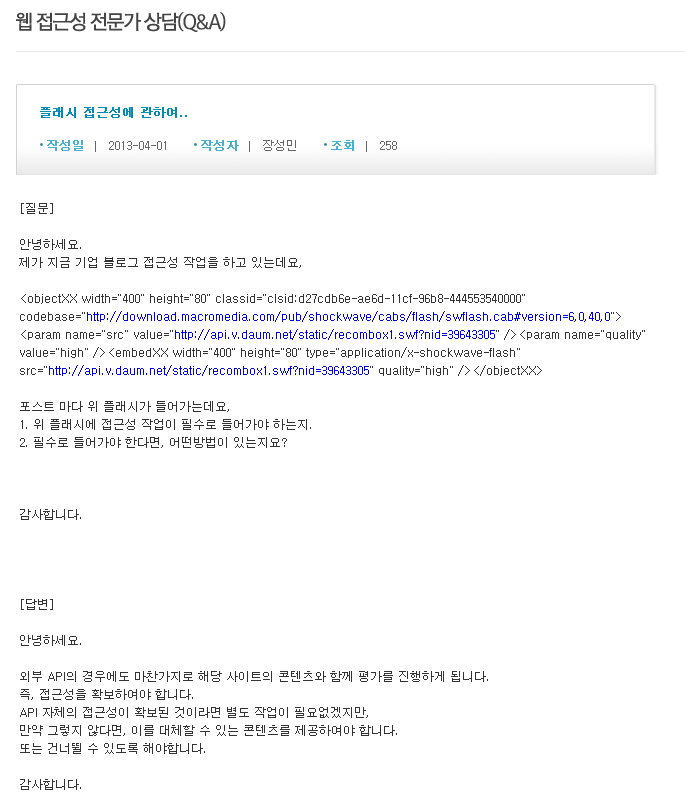 웹 접근성 전문가 상담(Q&A)
플래시 접근성에 관하여..
• 작성일 | 2013-04-01 • 작성자 | 장성민 • 조회 | 258
[질문]
안녕하세요.
제가 지금 기업 블로그 접근성 작업을 하고 있는데요,
<objectXX width="400" height="80" classid="clsid:d27cdb6e-ae6d-11cf-96b8-444553540000"
codebase="http://download.macromedia.com/pub/shockwave/cabs/flash/swflash.cab#version=6,0,40,0">
<param name="src" value="http://api.v.daum.net/static/recombox1.swf?nid=39643305" /><param name="quality"
value="high" /><embedXX width="400" height="80" type="application/x-shockwave-flash"
src="http://api.v.daum.net/static/recombox1.swf?nid=39643305" quality="high" /></objectXX>
포스트 마다 위 플래시가 들어가는데요,
1. 위 플래시에 접근성 작업이 필수로 들어가야 하는지.
2. 필수로 들어가야 한다면, 어떤방법이 있는지요?
감사합니다.
[답변]
안녕하세요.
외부 API의 경우에도 마찬가지로 해당 사이트의 콘텐츠와 함께 평가를 진행하게 됩니다.
즉, 접근성을 확보하여야 합니다.
API 자체의 접근성이 확보된 것이라면 별도 작업이 필요없겠지만,
만약 그렇지 않다면, 이를 대체할 수 있는 콘텐츠를 제공하여야 합니다.
또는 건너뛸 수 있도록 해야합니다.
감사합니다.